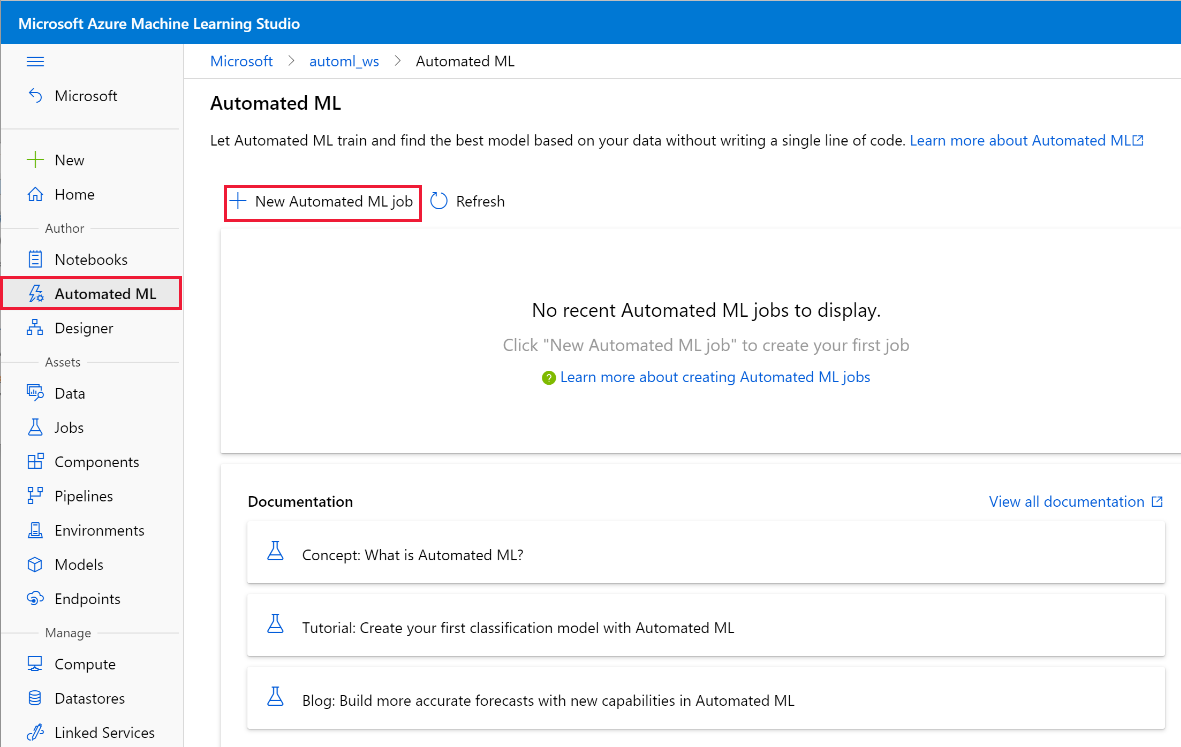 Microsoft Azure Machine Learning Studio
Microsoft
New
Home
Author
Notebooks
Automated ML
Designer
Assets
Data
Jobs
Components
Pipelines
Environments
Models
Endpoints
Manage
Compute
Datastores
Linked Services
Microsoft > automl_ws > Automated ML
Automated ML
Let Automated ML train and find the best model based on your data without writing a single line of code. Learn more about Automated ML
New Automated ML job Refresh
No recent Automated ML jobs to display.
Click "New Automated ML job" to create your first job
? Learn more about creating Automated ML jobs
Documentation View all documentation
Concept: What is Automated ML?
Tutorial: Create your first classification model with Automated ML
Blog: Build more accurate forecasts with new capabilities in Automated ML